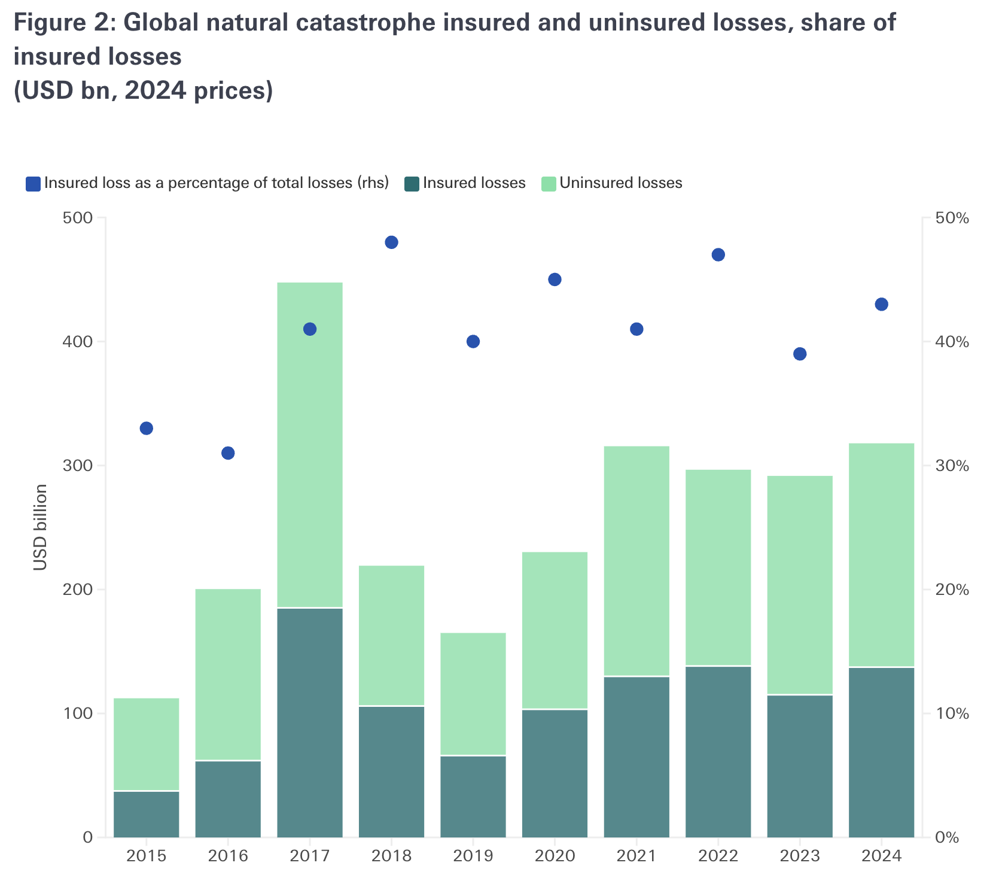 Figure 2: Global natural catastrophe insured and uninsured losses, share of
insured losses
(USD bn, 2024 prices)
Insured loss as a percentage of total losses (rhs) Insured losses Uninsured losses
500 50%
400 40%
300 30%
USD billion
200 20%
100 10%
0 0%
2015 2016 2017 2018 2019 2020 2021 2022 2023 2024